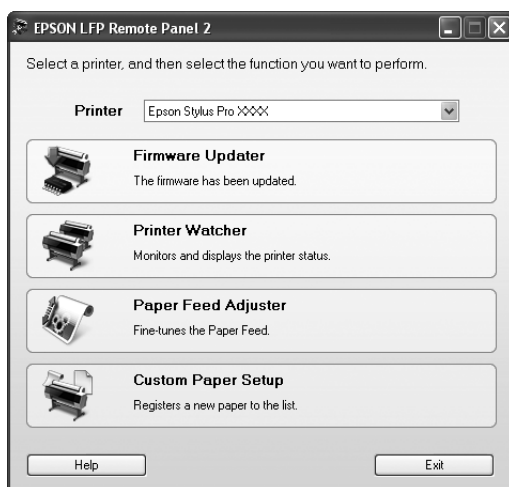 EPSON LFP Remote Panel 2
Select a printer, and then select the function you want to perform.
Printer Epson Stylus Pro XXXX
Firmware Updater
The firmware has been updated.
Printer Watcher
Monitors and displays the printer status.
Paper Feed Adjuster
Fine-tunes the Paper Feed.
Custom Paper Setup
Registers a new paper to the list.
Help Exit